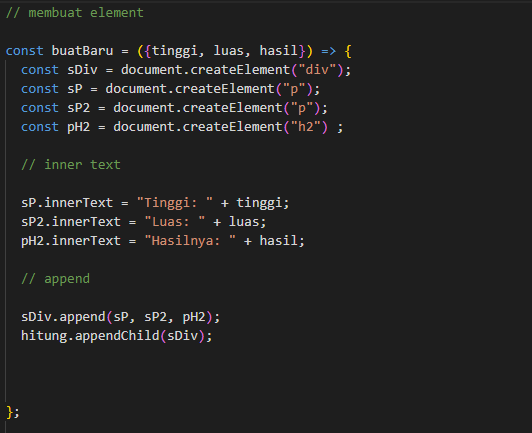 // membuat element
const buatBaru = ({tinggi, luas, hasil}) => {
const sDiv = document.createElement("div");
const sP = document.createElement("p");
const sP2 = document.createElement("p");
const pH2 = document.createElement("h2") ;
// inner text
sP.innerText = "Tinggi: " + tinggi;
sP2.innerText = "Luas: " + luas;
pH2.innerText = "Hasilnya: " + hasil;
// append
sDiv.append(sP, sP2, pH2);
hitung.appendChild(sDiv);
};